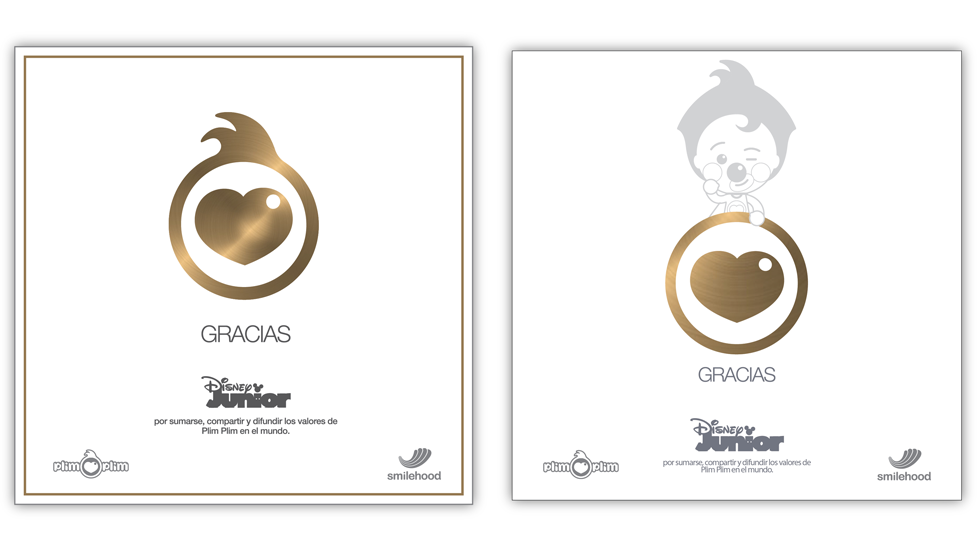 GRACIAS
Disney
Junior
por sumarse, compartir y difundir los valores de
Plim Plim en el mundo.
plim plim
smilehood
GRACIAS
Disney
Junior
por sumarse, compartir y difundir los valores de
Plim Plim en el mundo.
plim plim
smilehood